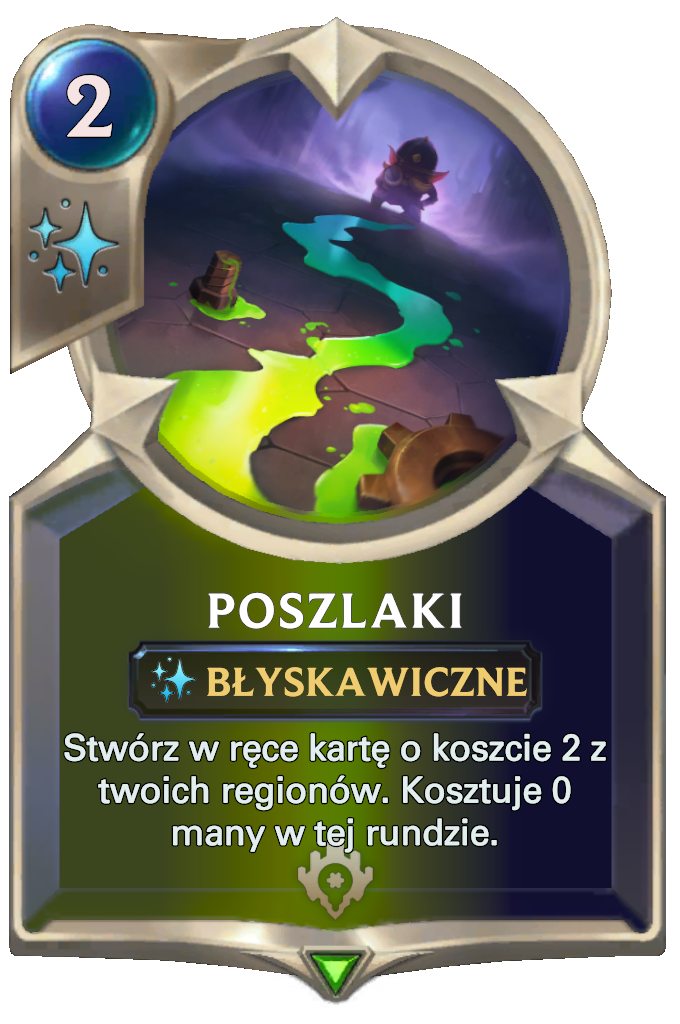 2
POSZLAKI
BŁYSKAWICZNE
Stwórz w ręce kartę o koszcie 2 z
twoich regionów. Kosztuje 0
many w tej rundzie.